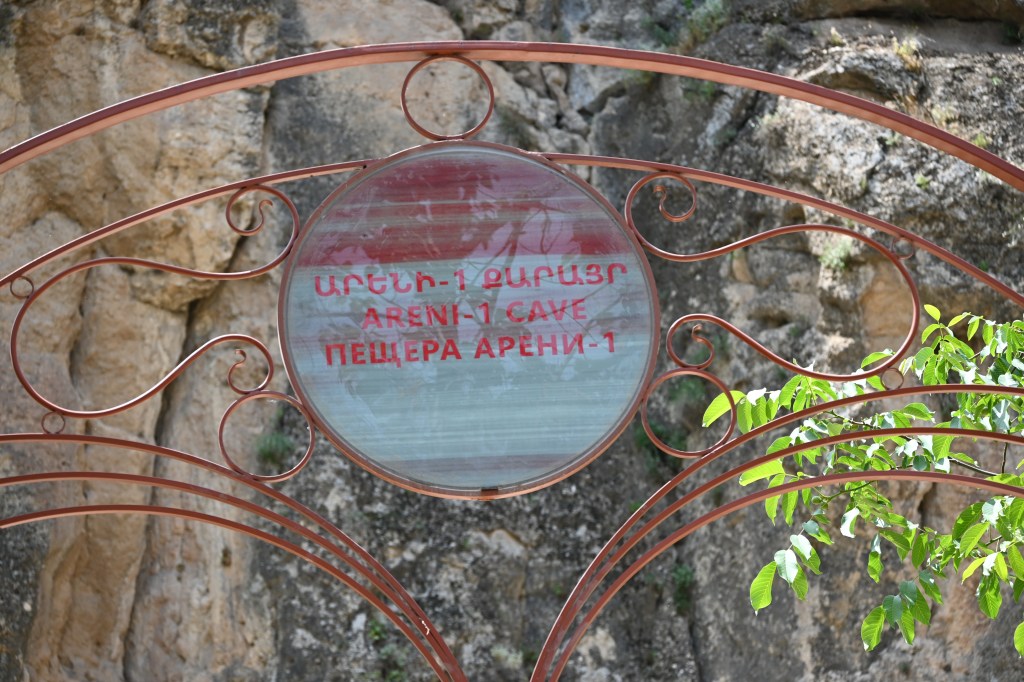 ԱՐԵՆԻ-1 ՔԱՐԱՅՐ
ARENI-1 CAVE
ПЕЩЕРА АРЕНИ-1